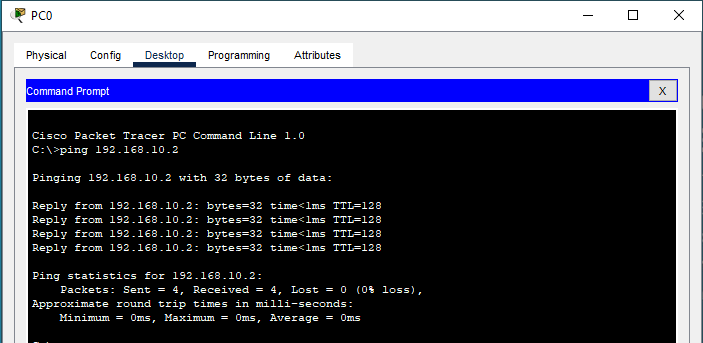 PC0
Physical Config Desktop Programming Attributes
Command Prompt X
Cisco Packet Tracer PC Command Line 1.0
C:\>ping 192.168.10.2
Pinging 192.168.10.2 with 32 bytes of data:
Reply from 192.168.10.2: bytes=32 time<1ms TTL=128
Reply from 192.168.10.2: bytes=32 time<1ms TTL=128
Reply from 192.168.10.2: bytes=32 time<1ms TTL=128
Reply from 192.168.10.2: bytes=32 time<1ms TTL=128
Ping statistics for 192.168.10.2:
Packets: Sent = 4, Received = 4, Lost = 0 (0% loss),
Approximate round trip times in milli-seconds:
Minimum = 0ms, Maximum = 0ms, Average = 0ms